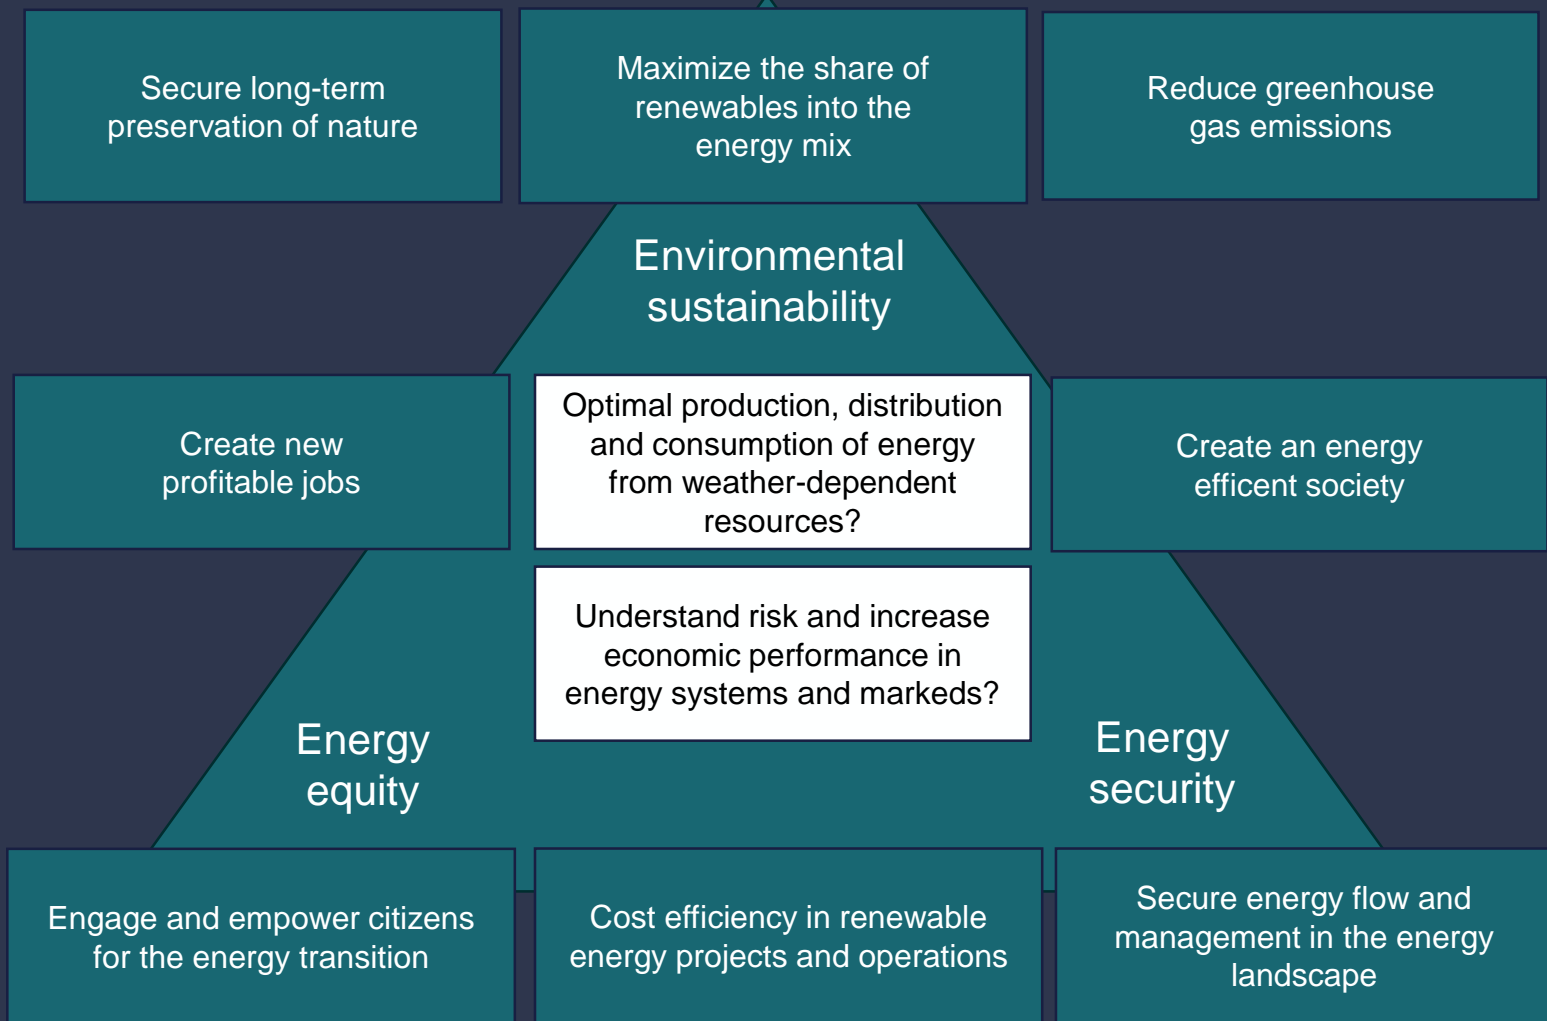 Secure long-term
preservation of nature
Maximize the share of
renewables into the
energy mix
Reduce greenhouse
gas emissions
Environmental
sustainability
Create new
profitable jobs
Optimal production, distribution
and consumption of energy
from weather-dependent
resources?
Create an energy
efficent society
Understand risk and increase
economic performance in
energy systems and markeds?
Energy
equity
Energy
security
Engage and empower citizens
for the energy transition
Cost efficiency in renewable
energy projects and operations
Secure energy flow and
management in the energy
landscape